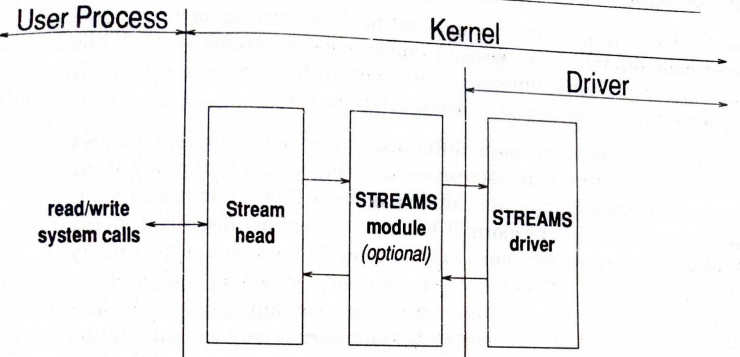 User Process
Kernel
Driver
read/write
system calls
Stream
head
STREAMS
module
(optional)
STREAMS
driver